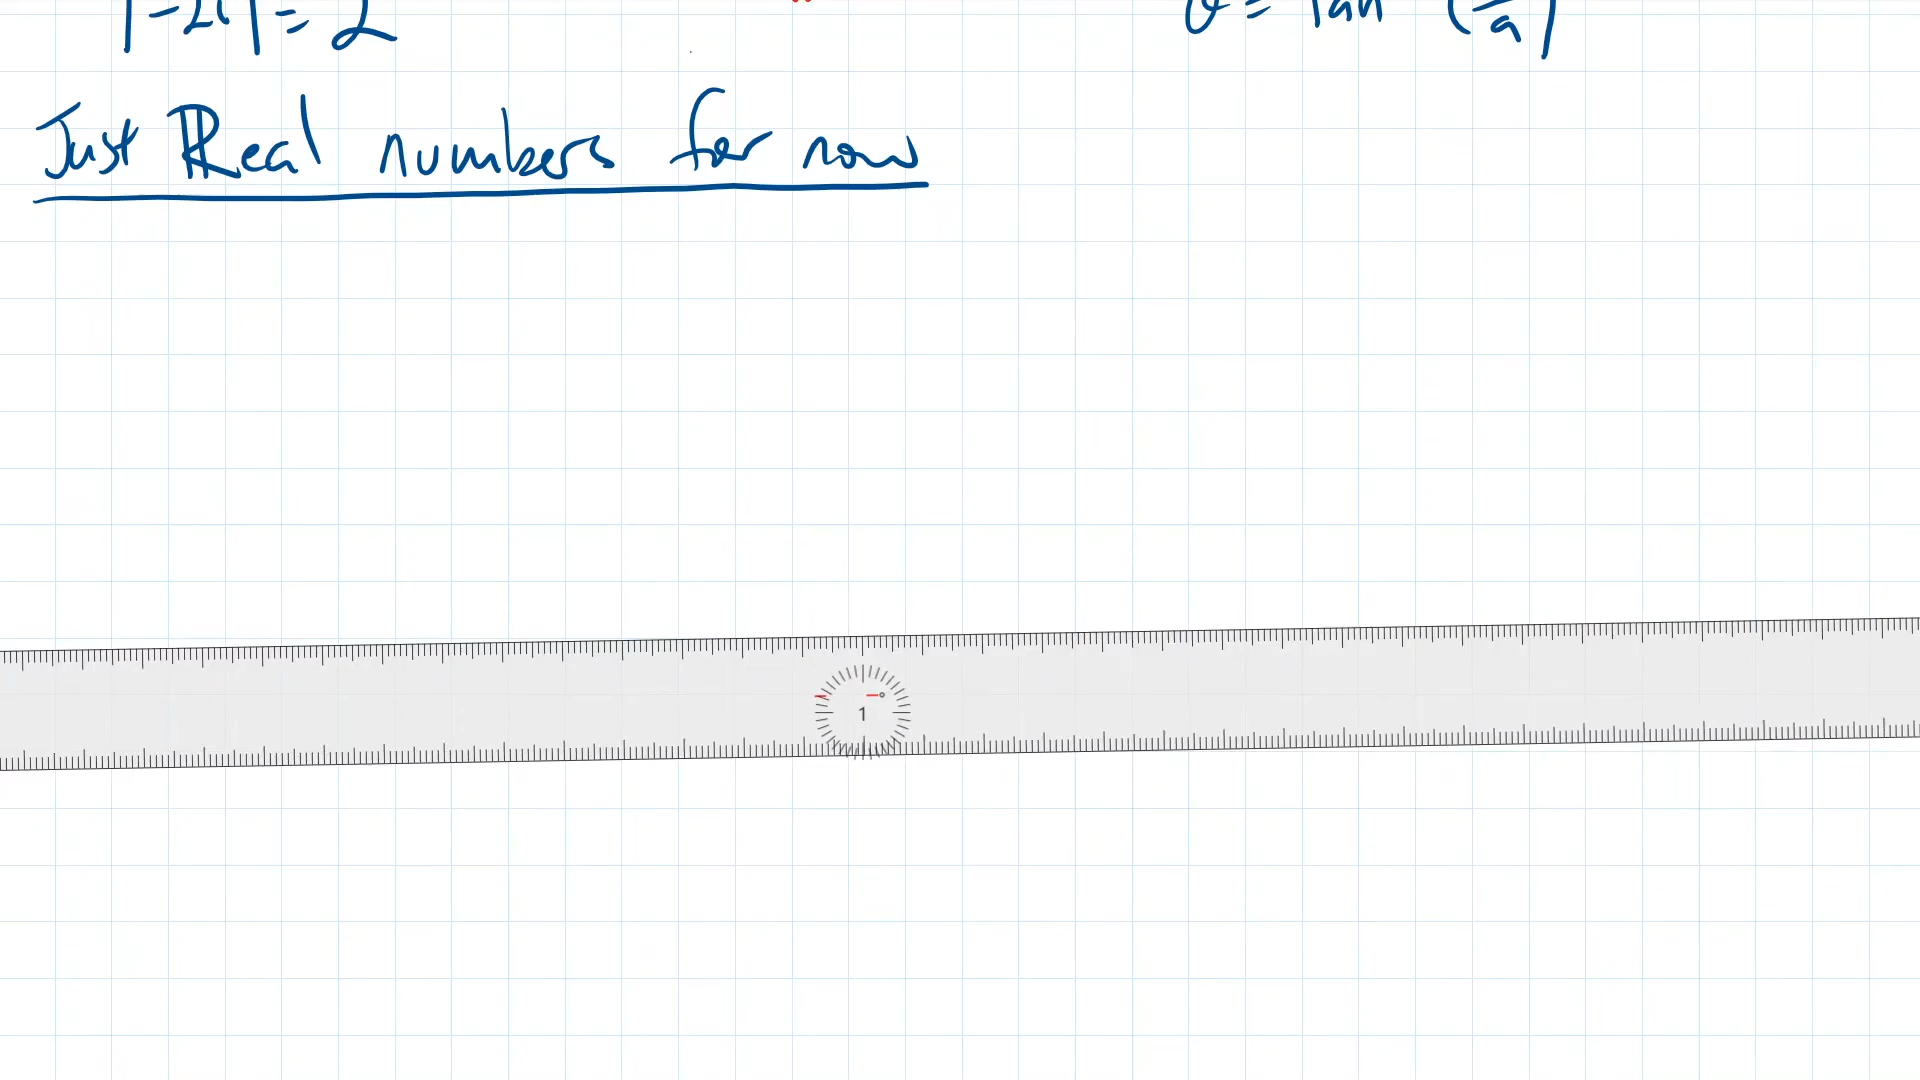 |-2i| = 2
θ = tan (—/a)
Just Real numbers for now
1°